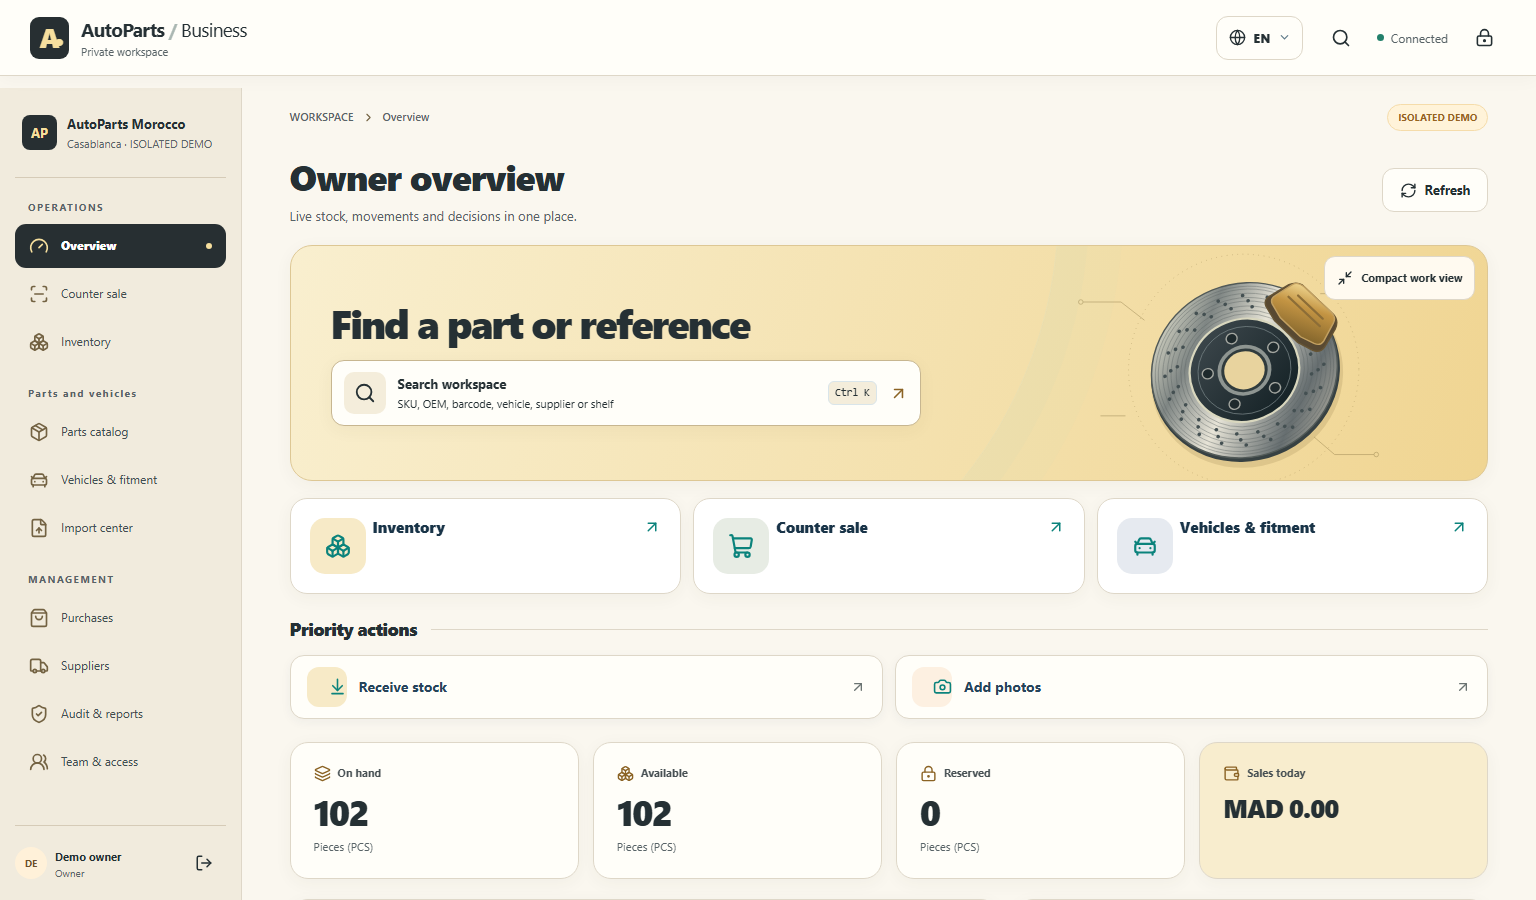 AutoParts / Business
Private workspace
EN
Connected
AP
AutoParts Morocco
Casablanca · ISOLATED DEMO
OPERATIONS
Overview
Counter sale
Inventory
Parts and vehicles
Parts catalog
Vehicles & fitment
Import center
MANAGEMENT
Purchases
Suppliers
Audit & reports
Team & access
DE
Demo owner
Owner
WORKSPACE > Overview
ISOLATED DEMO
Owner overview
Live stock, movements and decisions in one place.
Refresh
Compact work view
Find a part or reference
Search workspace
SKU, OEM, barcode, vehicle, supplier or shelf
Ctrl K
Inventory
Counter sale
Vehicles & fitment
Priority actions
Receive stock
Add photos
On hand
102
Pieces (PCS)
Available
102
Pieces (PCS)
Reserved
0
Pieces (PCS)
Sales today
MAD 0.00